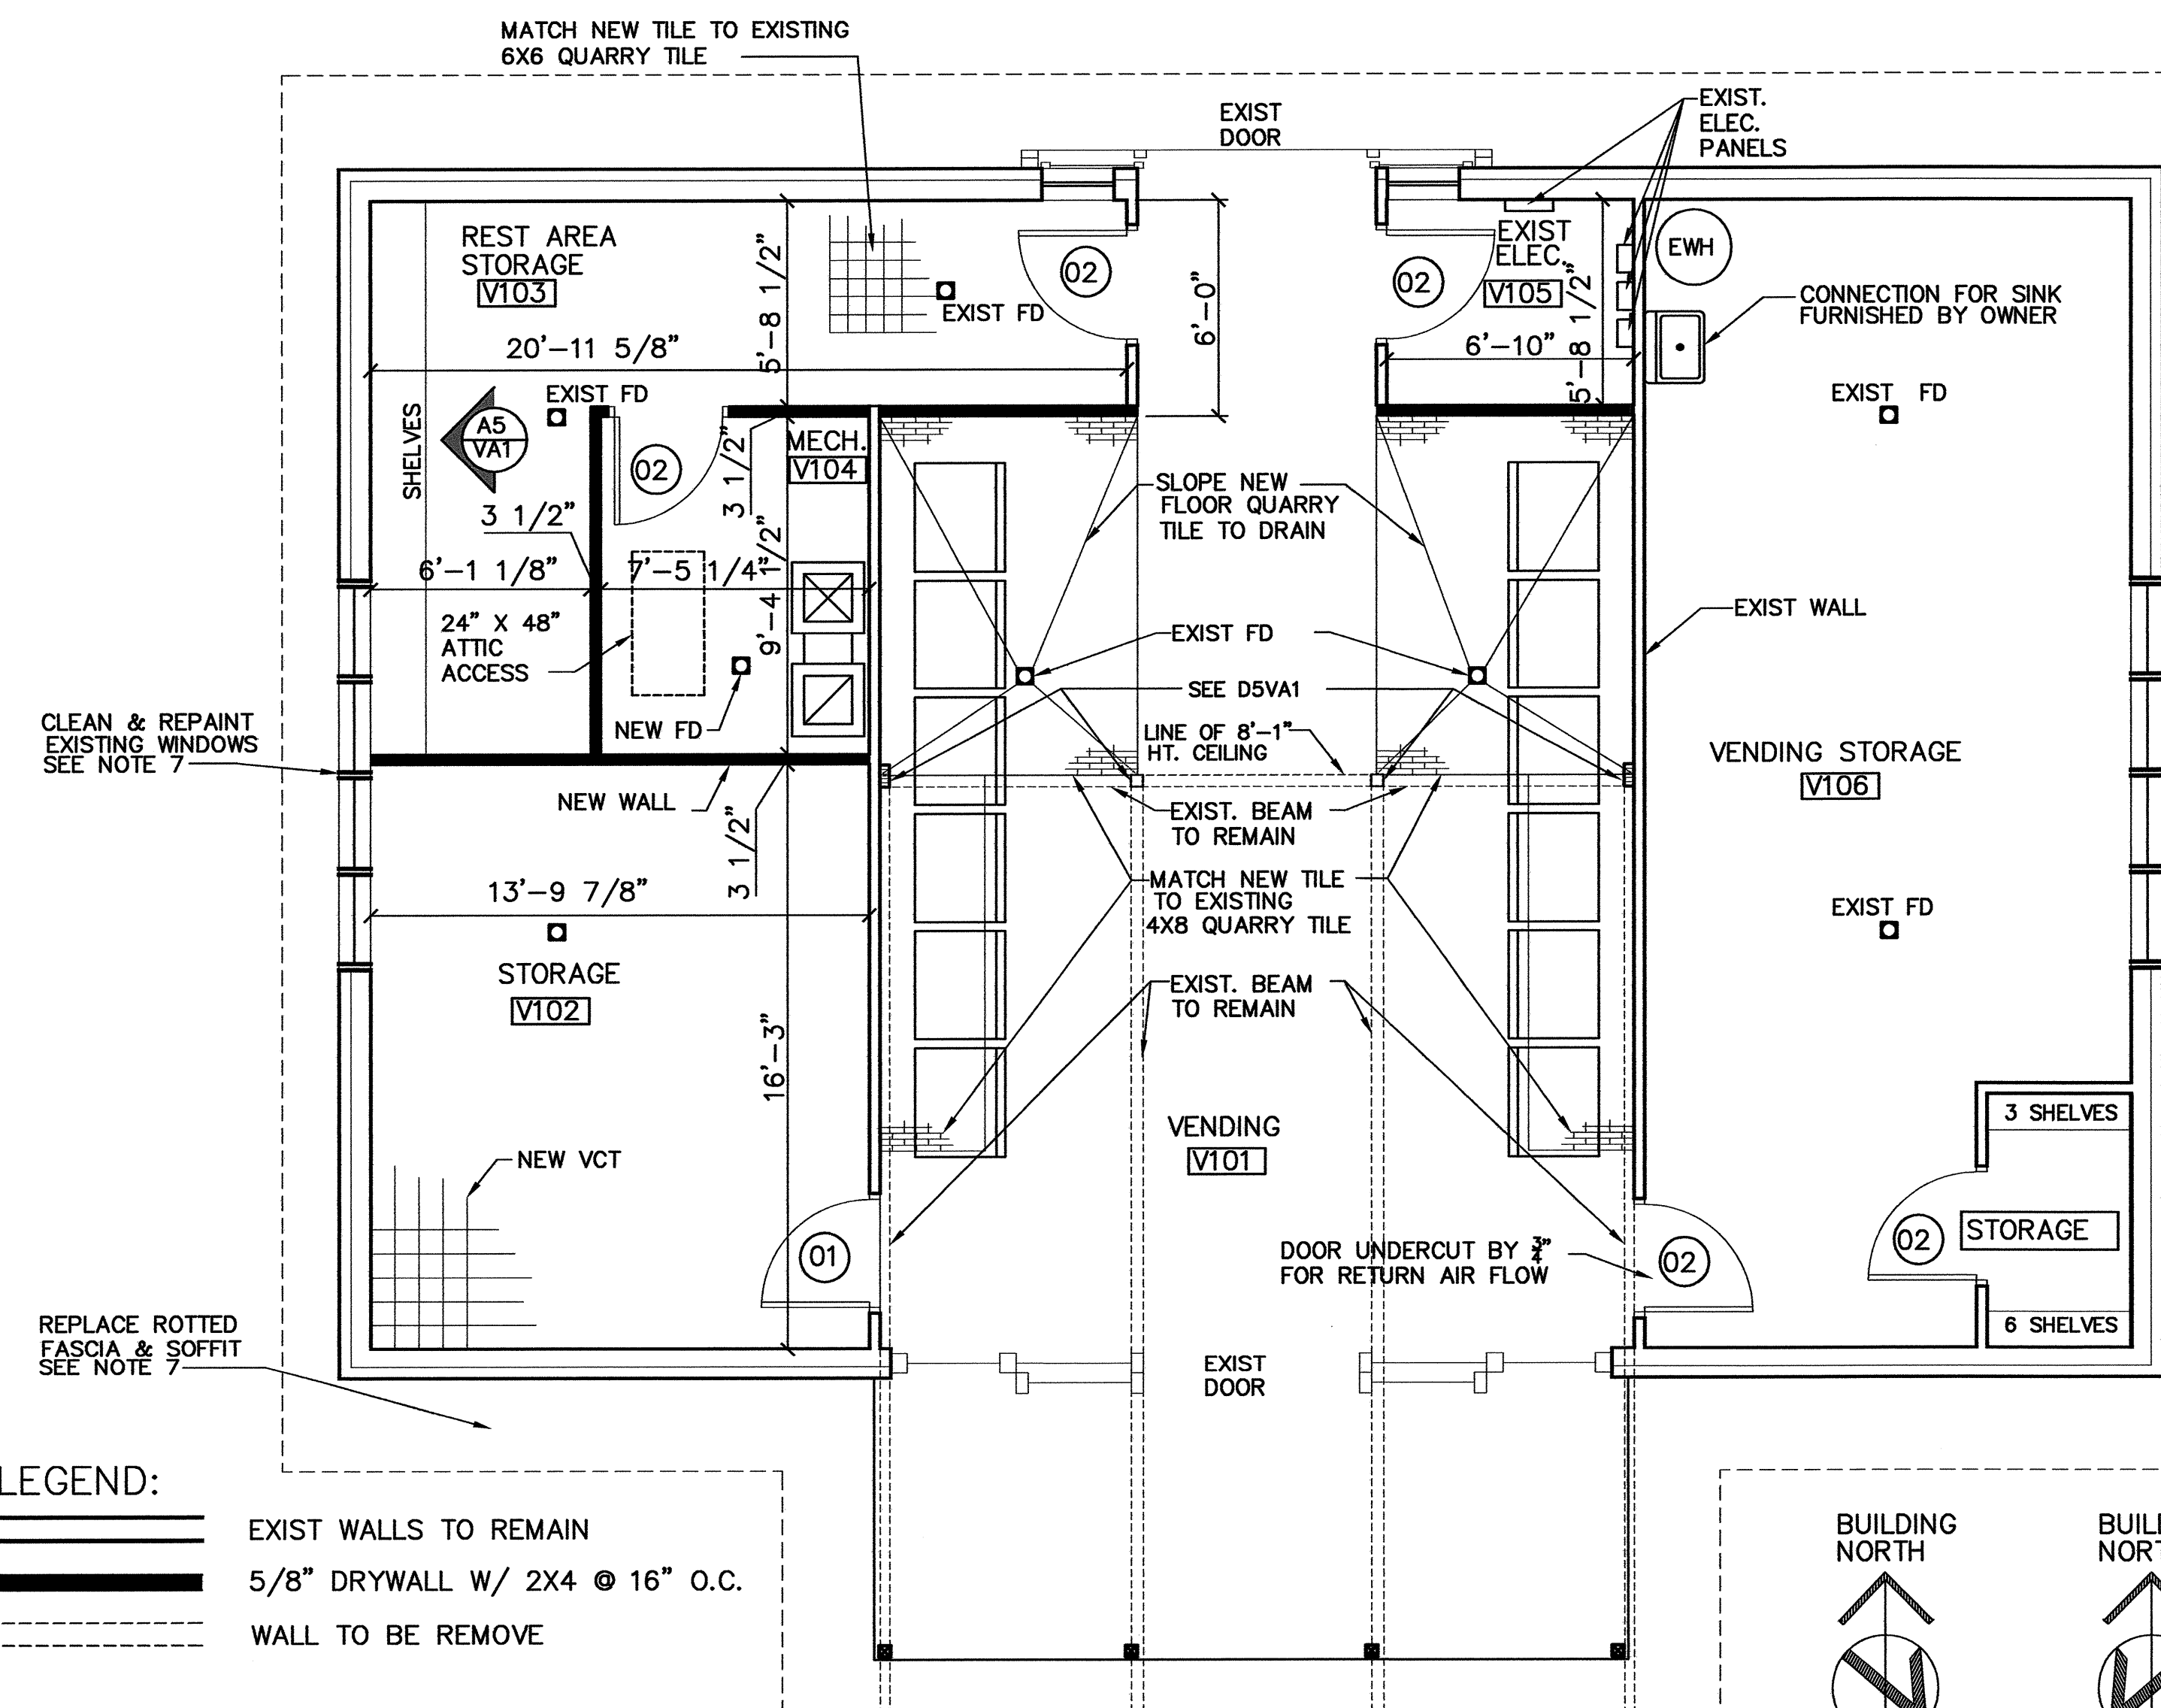 MATCH NEW TILE TO EXISTING
6X6 QUARRY TILE
EXIST
DOOR
EXIST.
ELEC.
PANELS
REST AREA
STORAGE
V103
5'-8 1/2"
EXIST FD
02
6'-0"
02
EXIST
ELEC.
V105
5'-8 1/2"
6'-10"
EWH
CONNECTION FOR SINK
FURNISHED BY OWNER
20'-11 5/8"
EXIST FD
SHELVES
A5
VA1
02
3 1/2"
MECH.
V104
EXIST FD
SLOPE NEW
FLOOR QUARRY
TILE TO DRAIN
3 1/2"
6'-1 1/8"
7'-5 1/4"
9'-4 1/2"
24" X 48"
ATTIC
ACCESS
NEW FD
EXIST FD
SEE D5VA1
LINE OF 8'-1"
HT. CEILING
EXIST WALL
CLEAN & REPAINT
EXISTING WINDOWS
SEE NOTE 7
VENDING STORAGE
V106
NEW WALL
3 1/2"
EXIST. BEAM
TO REMAIN
13'-9 7/8"
MATCH NEW TILE
TO EXISTING
4X8 QUARRY TILE
EXIST FD
STORAGE
V102
16'-3"
EXIST. BEAM
TO REMAIN
VENDING
V101
3 SHELVES
NEW VCT
01
DOOR UNDERCUT BY 3/4"
FOR RETURN AIR FLOW
02
02
STORAGE
6 SHELVES
REPLACE ROTTED
FASCIA & SOFFIT
SEE NOTE 7
EXIST
DOOR
LEGEND:
EXIST WALLS TO REMAIN
5/8" DRYWALL W/ 2X4 @ 16" O.C.
WALL TO BE REMOVE
BUILDING
NORTH